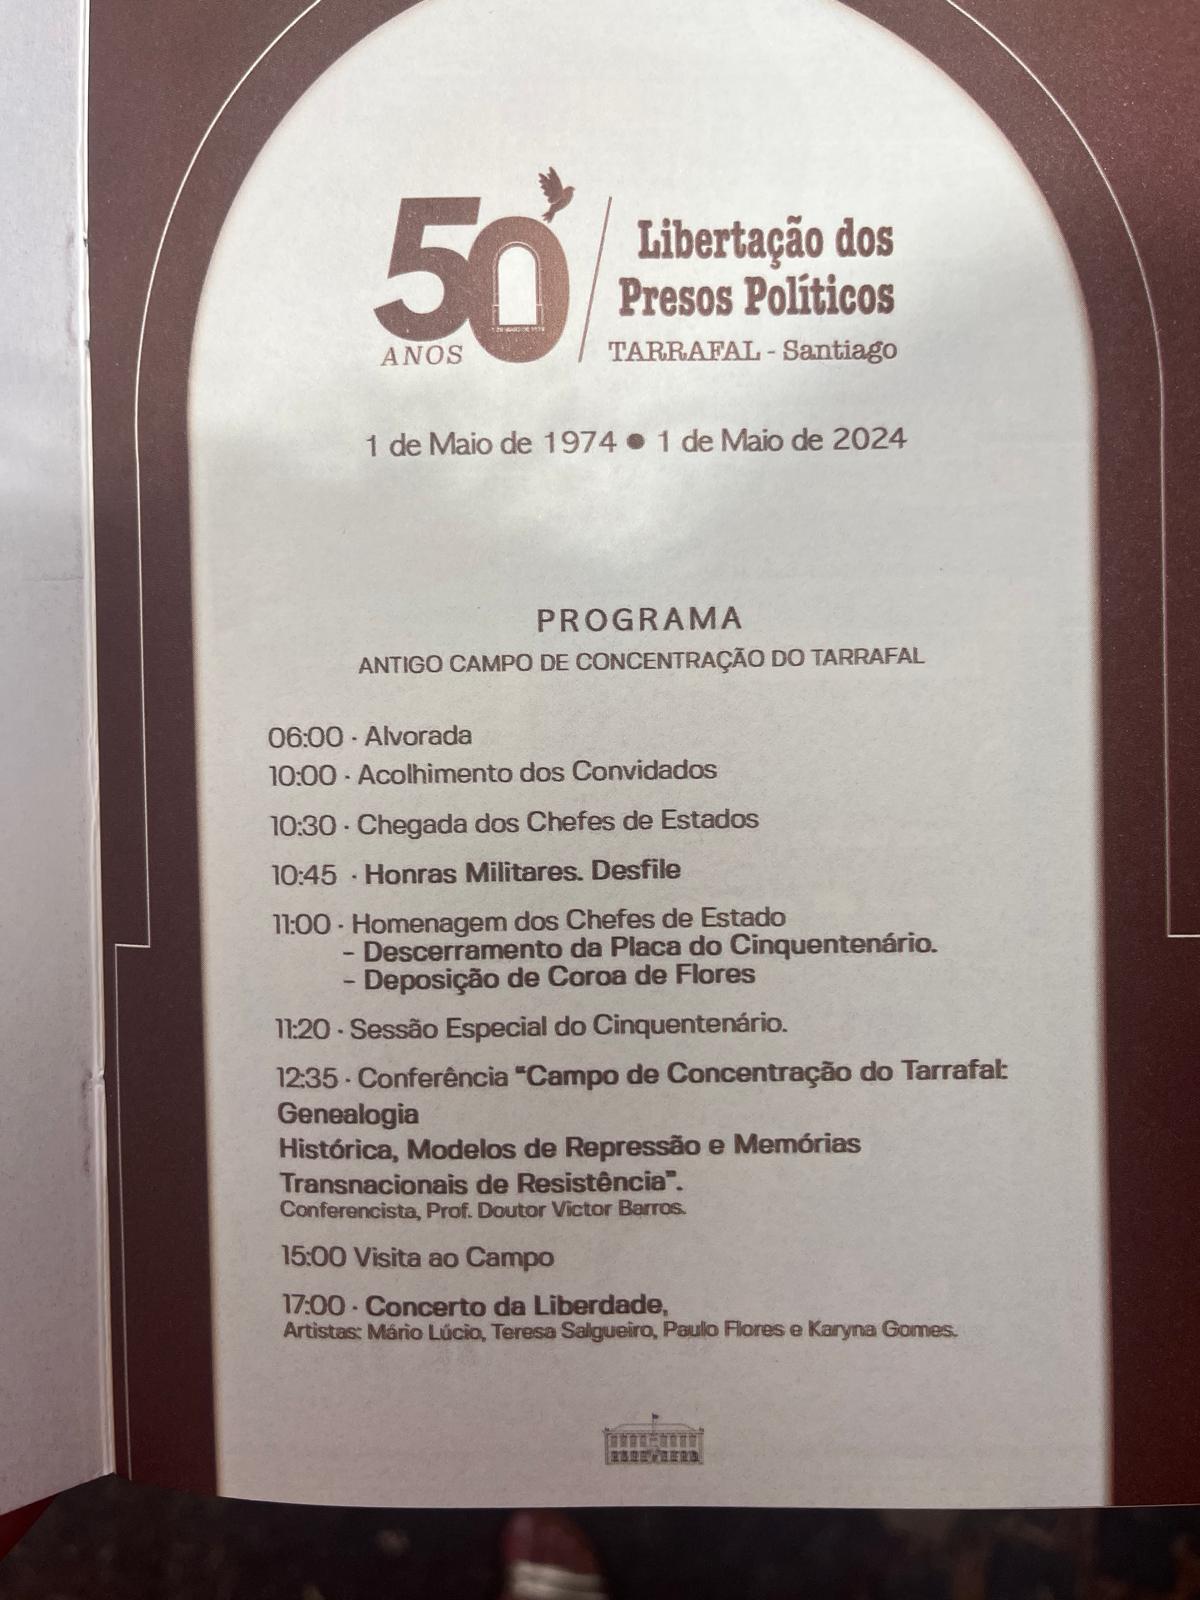 50
ANOS
Libertação dos
Presos Políticos
TARRAFAL - Santiago
1 de Maio de 1974 ● 1 de Maio de 2024
PROGRAMA
ANTIGO CAMPO DE CONCENTRAÇÃO DO TARRAFAL
06:00 · Alvorada
10:00 · Acolhimento dos Convidados
10:30 · Chegada dos Chefes de Estados
10:45 · Honras Militares. Desfile
11:00 · Homenagem dos Chefes de Estado
- Descerramento da Placa do Cinquentenário.
- Deposição de Coroa de Flores
11:20 · Sessão Especial do Cinquentenário.
12:35 · Conferência "Campo de Concentração do Tarrafal:
Genealogia
Histórica, Modelos de Repressão e Memórias
Transnacionais de Resistência".
Conferencista, Prof. Doutor Victor Barros.
15:00 Visita ao Campo
17:00 · Concerto da Liberdade,
Artistas: Mário Lúcio, Teresa Salgueiro, Paulo Flores e Karyna Gomes.